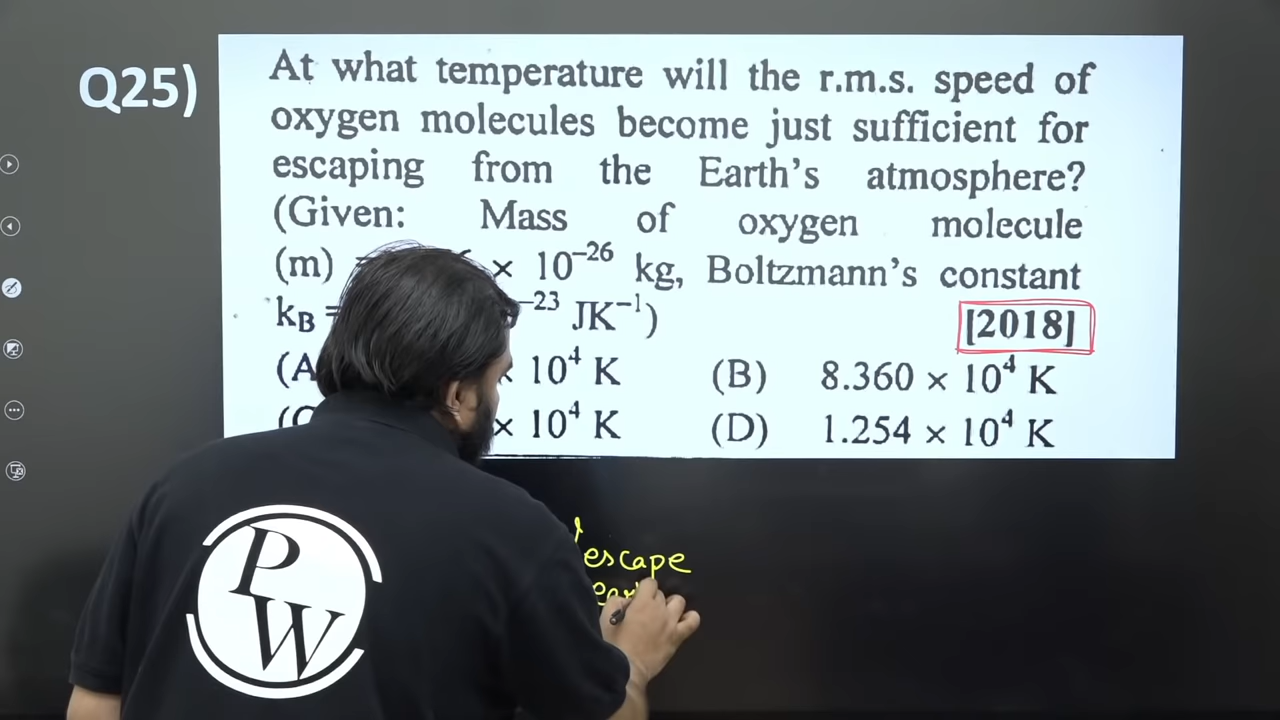 Q25)
At what temperature will the r.m.s. speed of
oxygen molecules become just sufficient for
escaping from the Earth's atmosphere?
(Given: Mass of oxygen molecule
(m) × 10⁻²⁶ kg, Boltzmann's constant
k_B = ⁻²³ JK⁻¹) [2018]
(A × 10⁴ K (B) 8.360 × 10⁴ K
× 10⁴ K (D) 1.254 × 10⁴ K
escape
PW